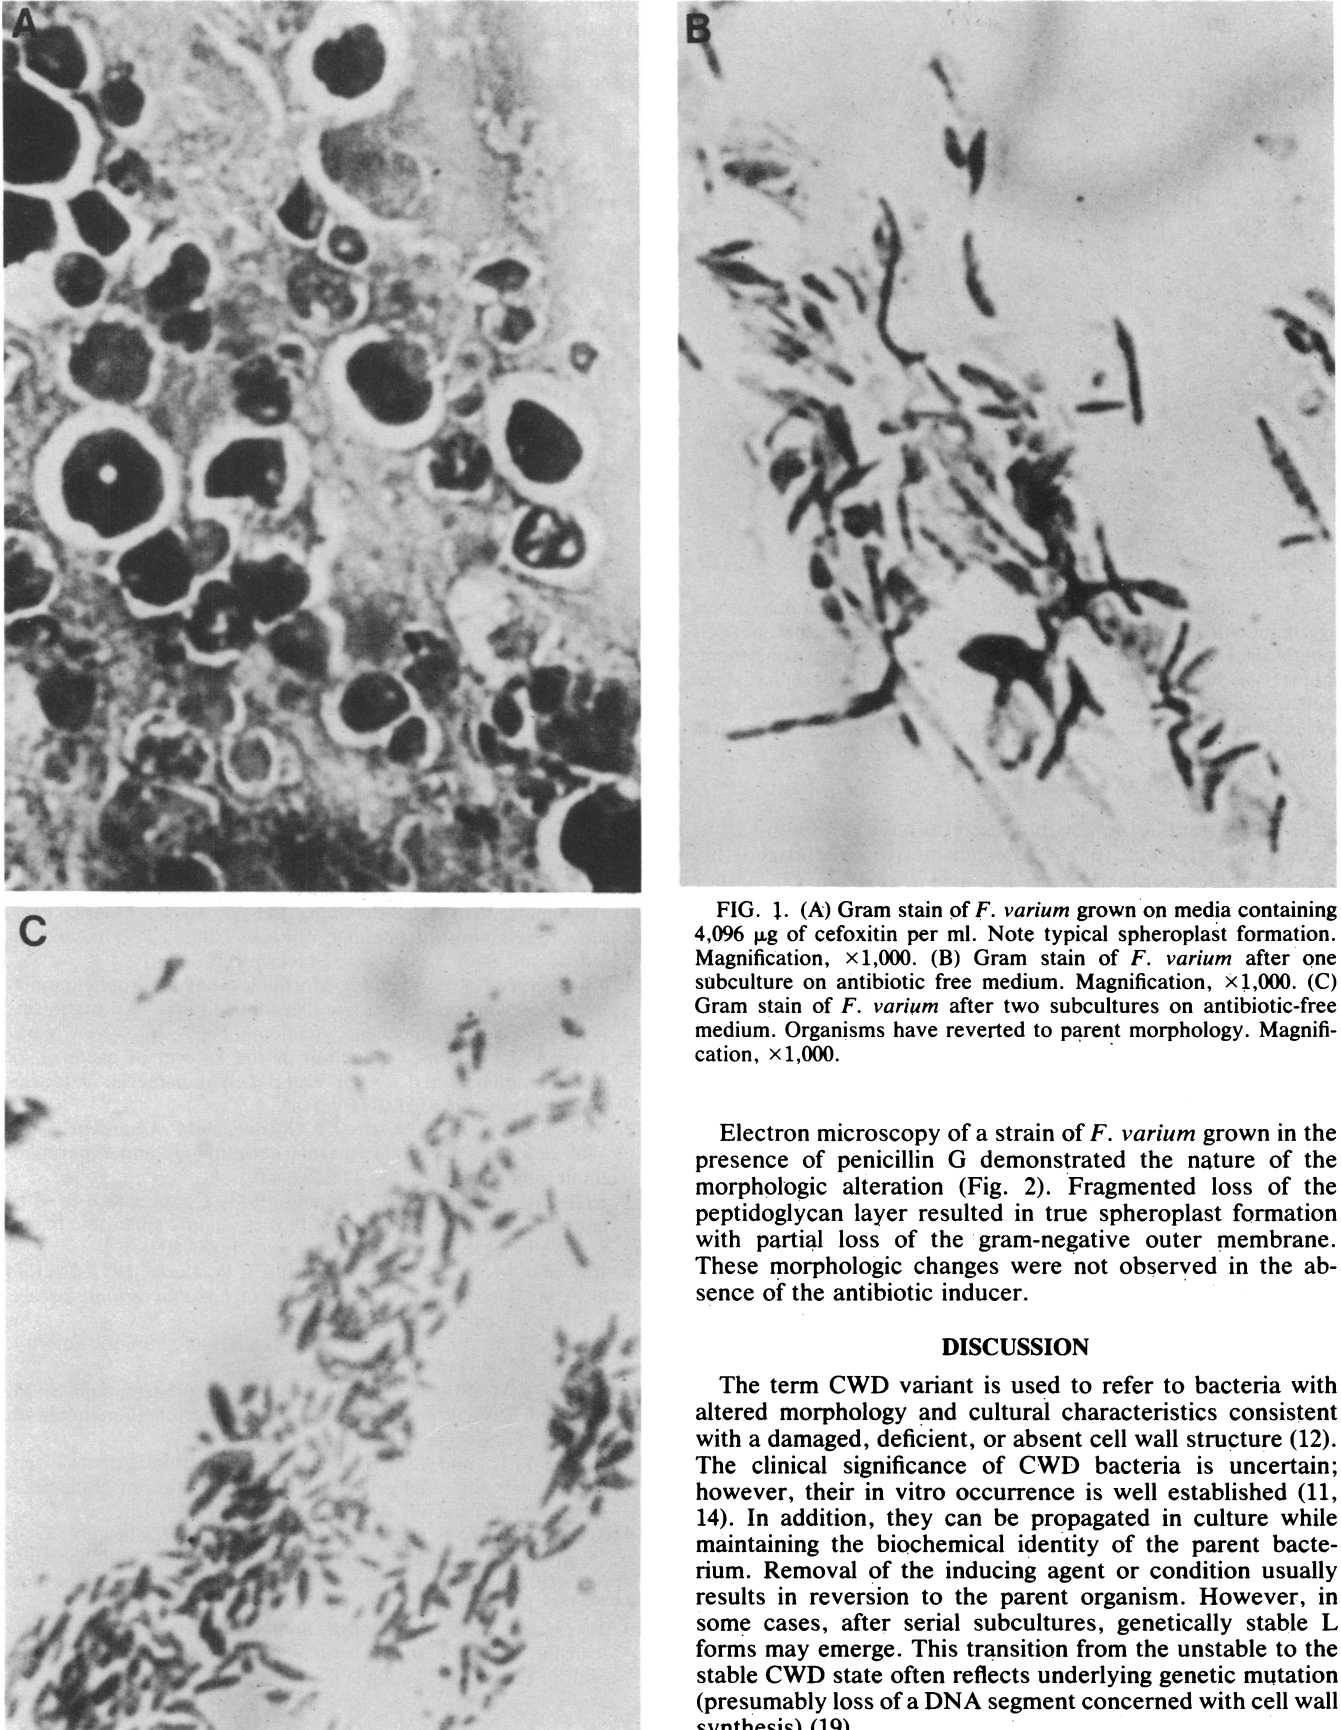 A
B
C
FIG. 1. (A) Gram stain of F. varium grown on media containing
4,096 µg of cefoxitin per ml. Note typical spheroplast formation.
Magnification, ×1,000. (B) Gram stain of F. varium after one
subculture on antibiotic free medium. Magnification, ×1,000. (C)
Gram stain of F. varium after two subcultures on antibiotic-free
medium. Organisms have reverted to parent morphology. Magnifi-
cation, ×1,000.
Electron microscopy of a strain of F. varium grown in the
presence of penicillin G demonstrated the nature of the
morphologic alteration (Fig. 2). Fragmented loss of the
peptidoglycan layer resulted in true spheroplast formation
with partial loss of the gram-negative outer membrane.
These morphologic changes were not observed in the ab-
sence of the antibiotic inducer.
DISCUSSION
The term CWD variant is used to refer to bacteria with
altered morphology and cultural characteristics consistent
with a damaged, deficient, or absent cell wall structure (12).
The clinical significance of CWD bacteria is uncertain;
however, their in vitro occurrence is well established (11,
14). In addition, they can be propagated in culture while
maintaining the biochemical identity of the parent bacte-
rium. Removal of the inducing agent or condition usually
results in reversion to the parent organism. However, in
some cases, after serial subcultures, genetically stable L
forms may emerge. This transition from the unstable to the
stable CWD state often reflects underlying genetic mutation
(presumably loss of a DNA segment concerned with cell wall
synthesis) (19)